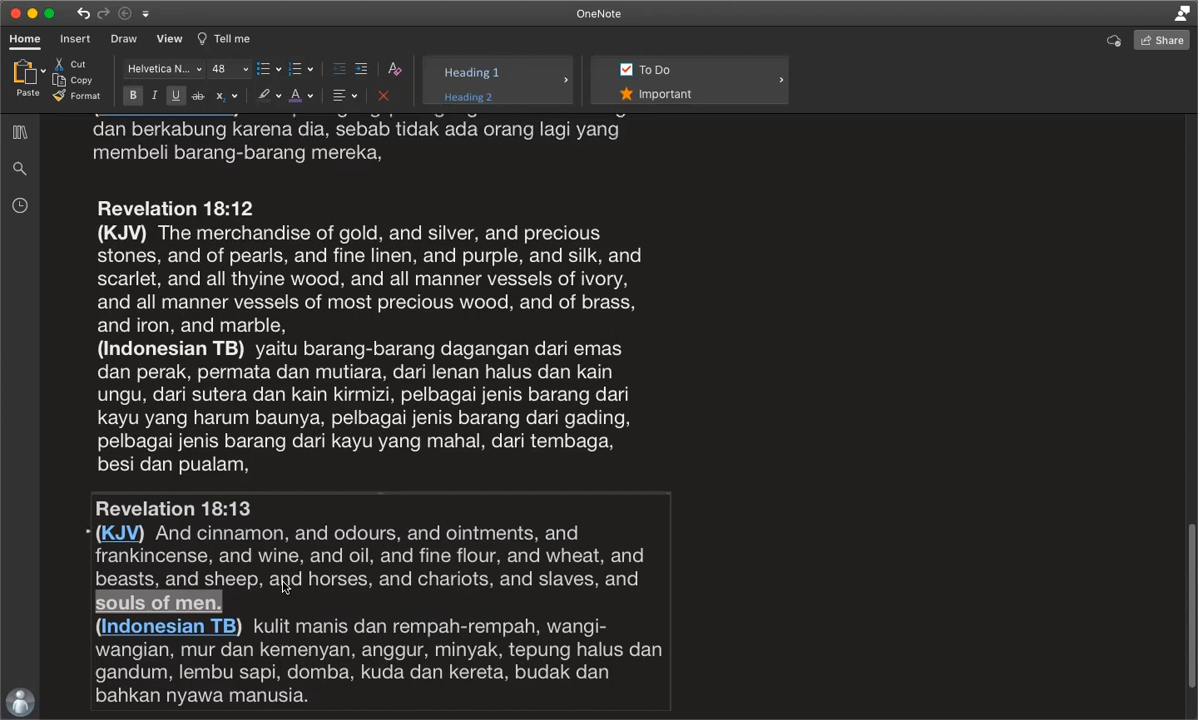 OneNote
Home Insert Draw View Tell me
Share
Paste
Cut
Copy
Format
Helvetica N... 48
B I U ab X₂ A
Heading 1
Heading 2
To Do
Important
dan berkabung karena dia, sebab tidak ada orang lagi yang
membeli barang-barang mereka,
Revelation 18:12
(KJV) The merchandise of gold, and silver, and precious
stones, and of pearls, and fine linen, and purple, and silk, and
scarlet, and all thyine wood, and all manner vessels of ivory,
and all manner vessels of most precious wood, and of brass,
and iron, and marble,
(Indonesian TB) yaitu barang-barang dagangan dari emas
dan perak, permata dan mutiara, dari lenan halus dan kain
ungu, dari sutera dan kain kirmizi, pelbagai jenis barang dari
kayu yang harum baunya, pelbagai jenis barang dari gading,
pelbagai jenis barang dari kayu yang mahal, dari tembaga,
besi dan pualam,
Revelation 18:13
(KJV) And cinnamon, and odours, and ointments, and
frankincense, and wine, and oil, and fine flour, and wheat, and
beasts, and sheep, and horses, and chariots, and slaves, and
souls of men.
(Indonesian TB) kulit manis dan rempah-rempah, wangi-
wangian, mur dan kemenyan, anggur, minyak, tepung halus dan
gandum, lembu sapi, domba, kuda dan kereta, budak dan
bahkan nyawa manusia.